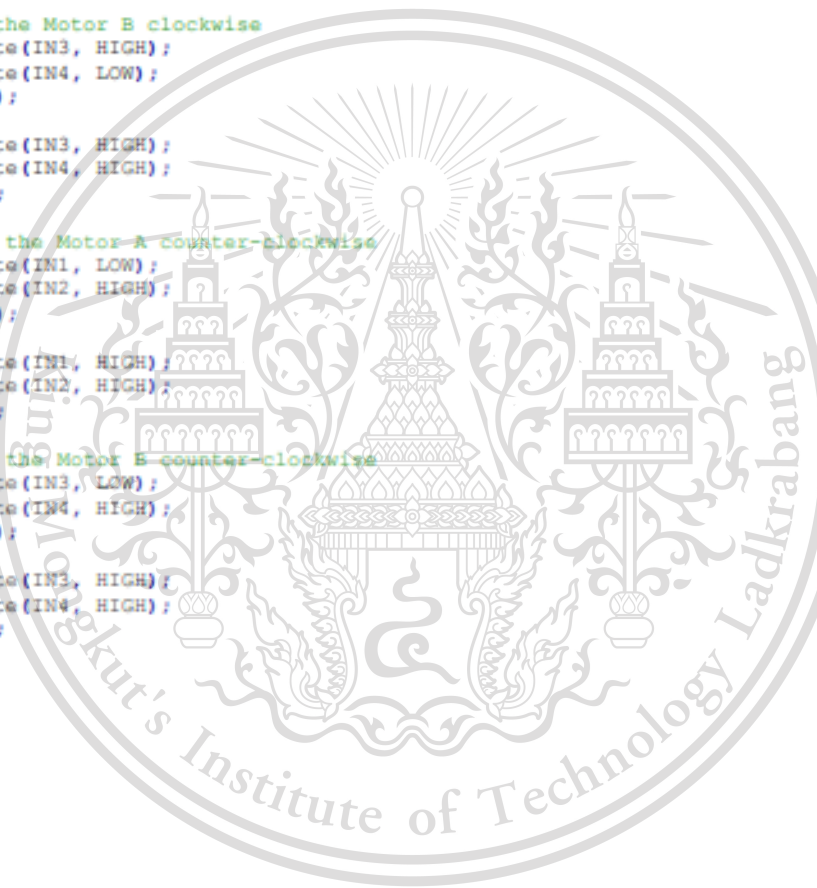 the Motor B clockwise
te(IN3, HIGH);
te(IN4, LOW);
);
te(IN3, HIGH);
te(IN4, HIGH);
;
the Motor A counter-clockwise
te(IN1, LOW);
te(IN2, HIGH);
);
te(IN1, HIGH);
te(IN2, HIGH);
;
the Motor B counter-clockwise
te(IN3, LOW);
te(IN4, HIGH);
);
te(IN3, HIGH);
te(IN4, HIGH);
;
King Mongkut's Institute of Technology Ladkrabang